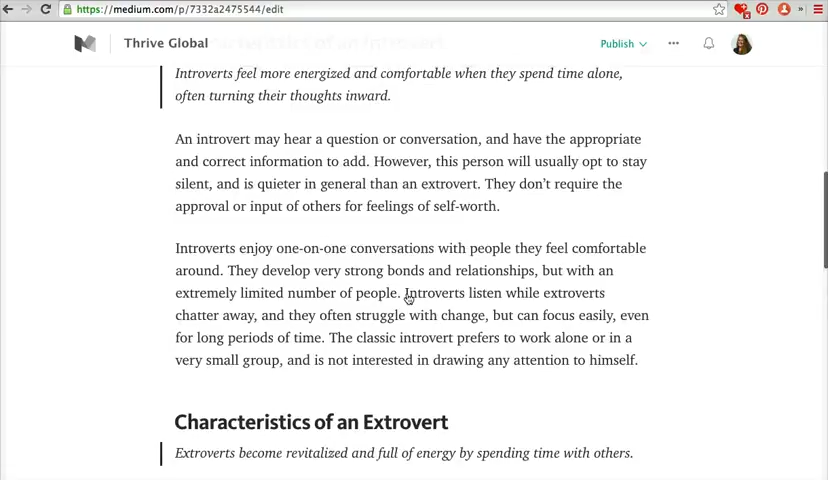 https://medium.com/p/7332a2475544/edit
Thrive Global
Publish
Introverts feel more energized and comfortable when they spend time alone,
often turning their thoughts inward.
An introvert may hear a question or conversation, and have the appropriate
and correct information to add. However, this person will usually opt to stay
silent, and is quieter in general than an extrovert. They don’t require the
approval or input of others for feelings of self-worth.
Introverts enjoy one-on-one conversations with people they feel comfortable
around. They develop very strong bonds and relationships, but with an
extremely limited number of people. Introverts listen while extroverts
chatter away, and they often struggle with change, but can focus easily, even
for long periods of time. The classic introvert prefers to work alone or in a
very small group, and is not interested in drawing any attention to himself.
Characteristics of an Extrovert
Extroverts become revitalized and full of energy by spending time with others.